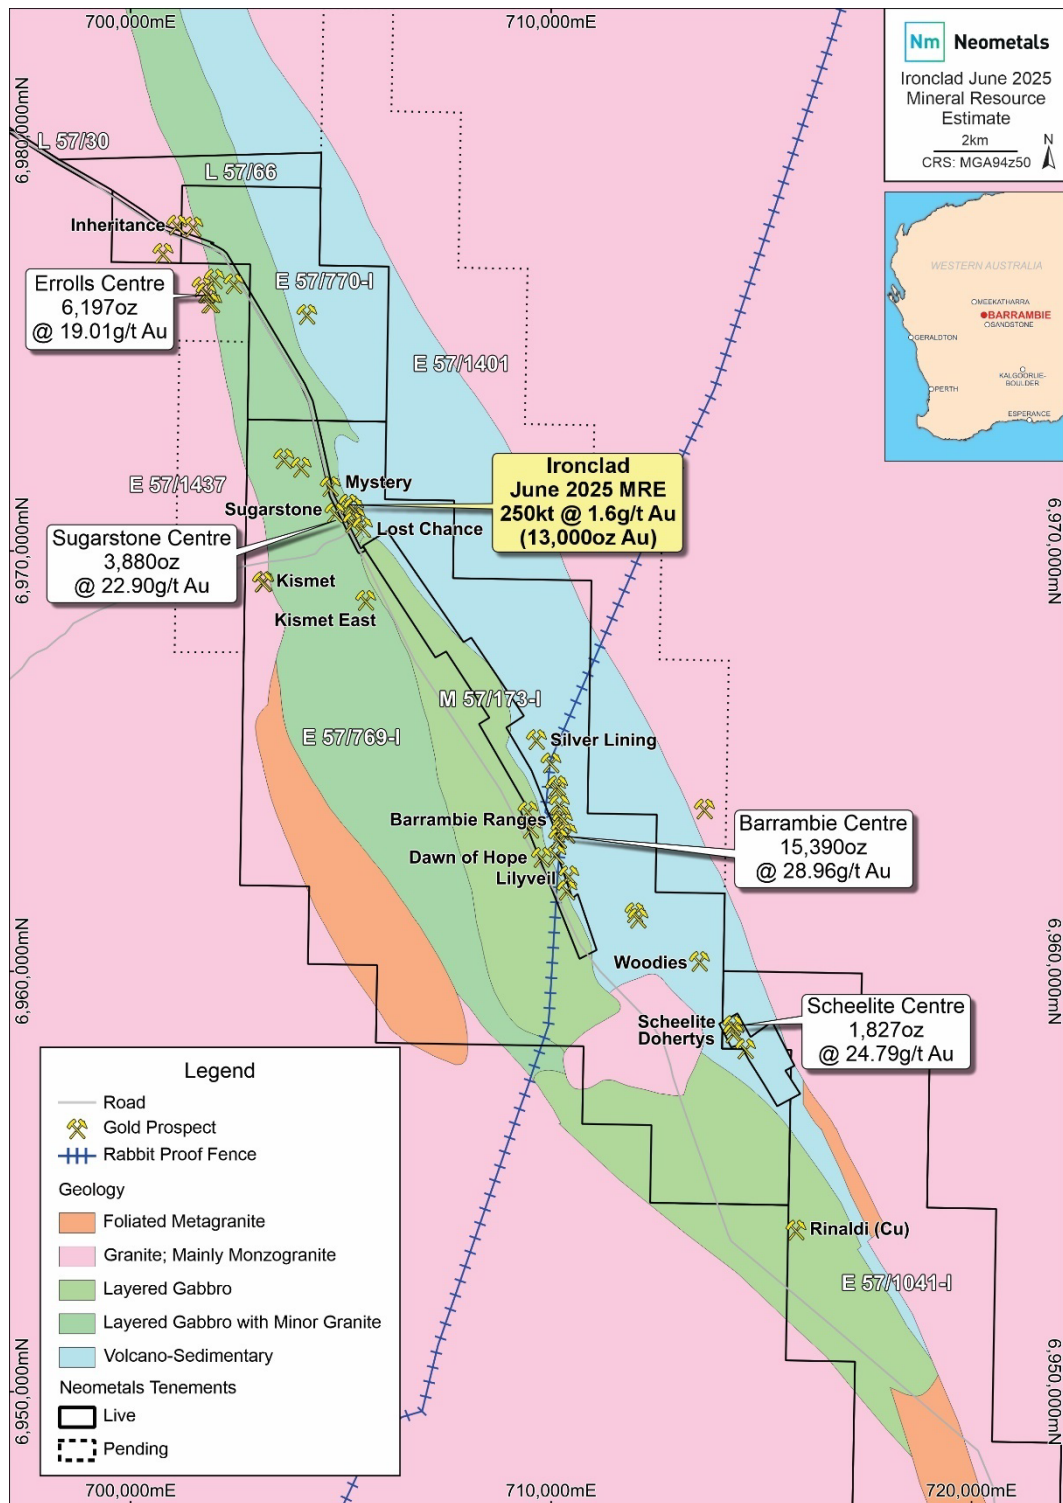 700,000mE
710,000mE
Nm Neometals
Ironclad June 2025
Mineral Resource
Estimate
2km
N
CRS: MGA94z50
6,980,000mN
L 57/30
L 57/66
Inheritance
E 57/770-I
Errolls Centre
6,197oz
@ 19.01g/t Au
E 57/1401
WESTERN AUSTRALIA
MEEKATHARRA
BARRAMBIE
SANDSTONE
GERALDTON
KALGOORLIE-
BOULDER
PERTH
ESPERANCE
E 57/1437
Mystery
Sugarstone
Lost Chance
Ironclad
June 2025 MRE
250kt @ 1.6g/t Au
(13,000oz Au)
Sugarstone Centre
3,880oz
@ 22.90g/t Au
6,970,000mN
6,970,000mN
Kismet
Kismet East
M 57/173-I
E 57/769-I
Silver Lining
Barrambie Ranges
Dawn of Hope
Lilyveil
Barrambie Centre
15,390oz
@ 28.96g/t Au
6,960,000mN
6,960,000mN
Woodies
Scheelite
Dohertys
Scheelite Centre
1,827oz
@ 24.79g/t Au
Rinaldi (Cu)
E 57/1041-I
Legend
Road
Gold Prospect
Rabbit Proof Fence
Geology
Foliated Metagranite
Granite; Mainly Monzogranite
Layered Gabbro
Layered Gabbro with Minor Granite
Volcano-Sedimentary
Neometals Tenements
Live
Pending
6,950,000mN
6,950,000mN
700,000mE
710,000mE
720,000mE